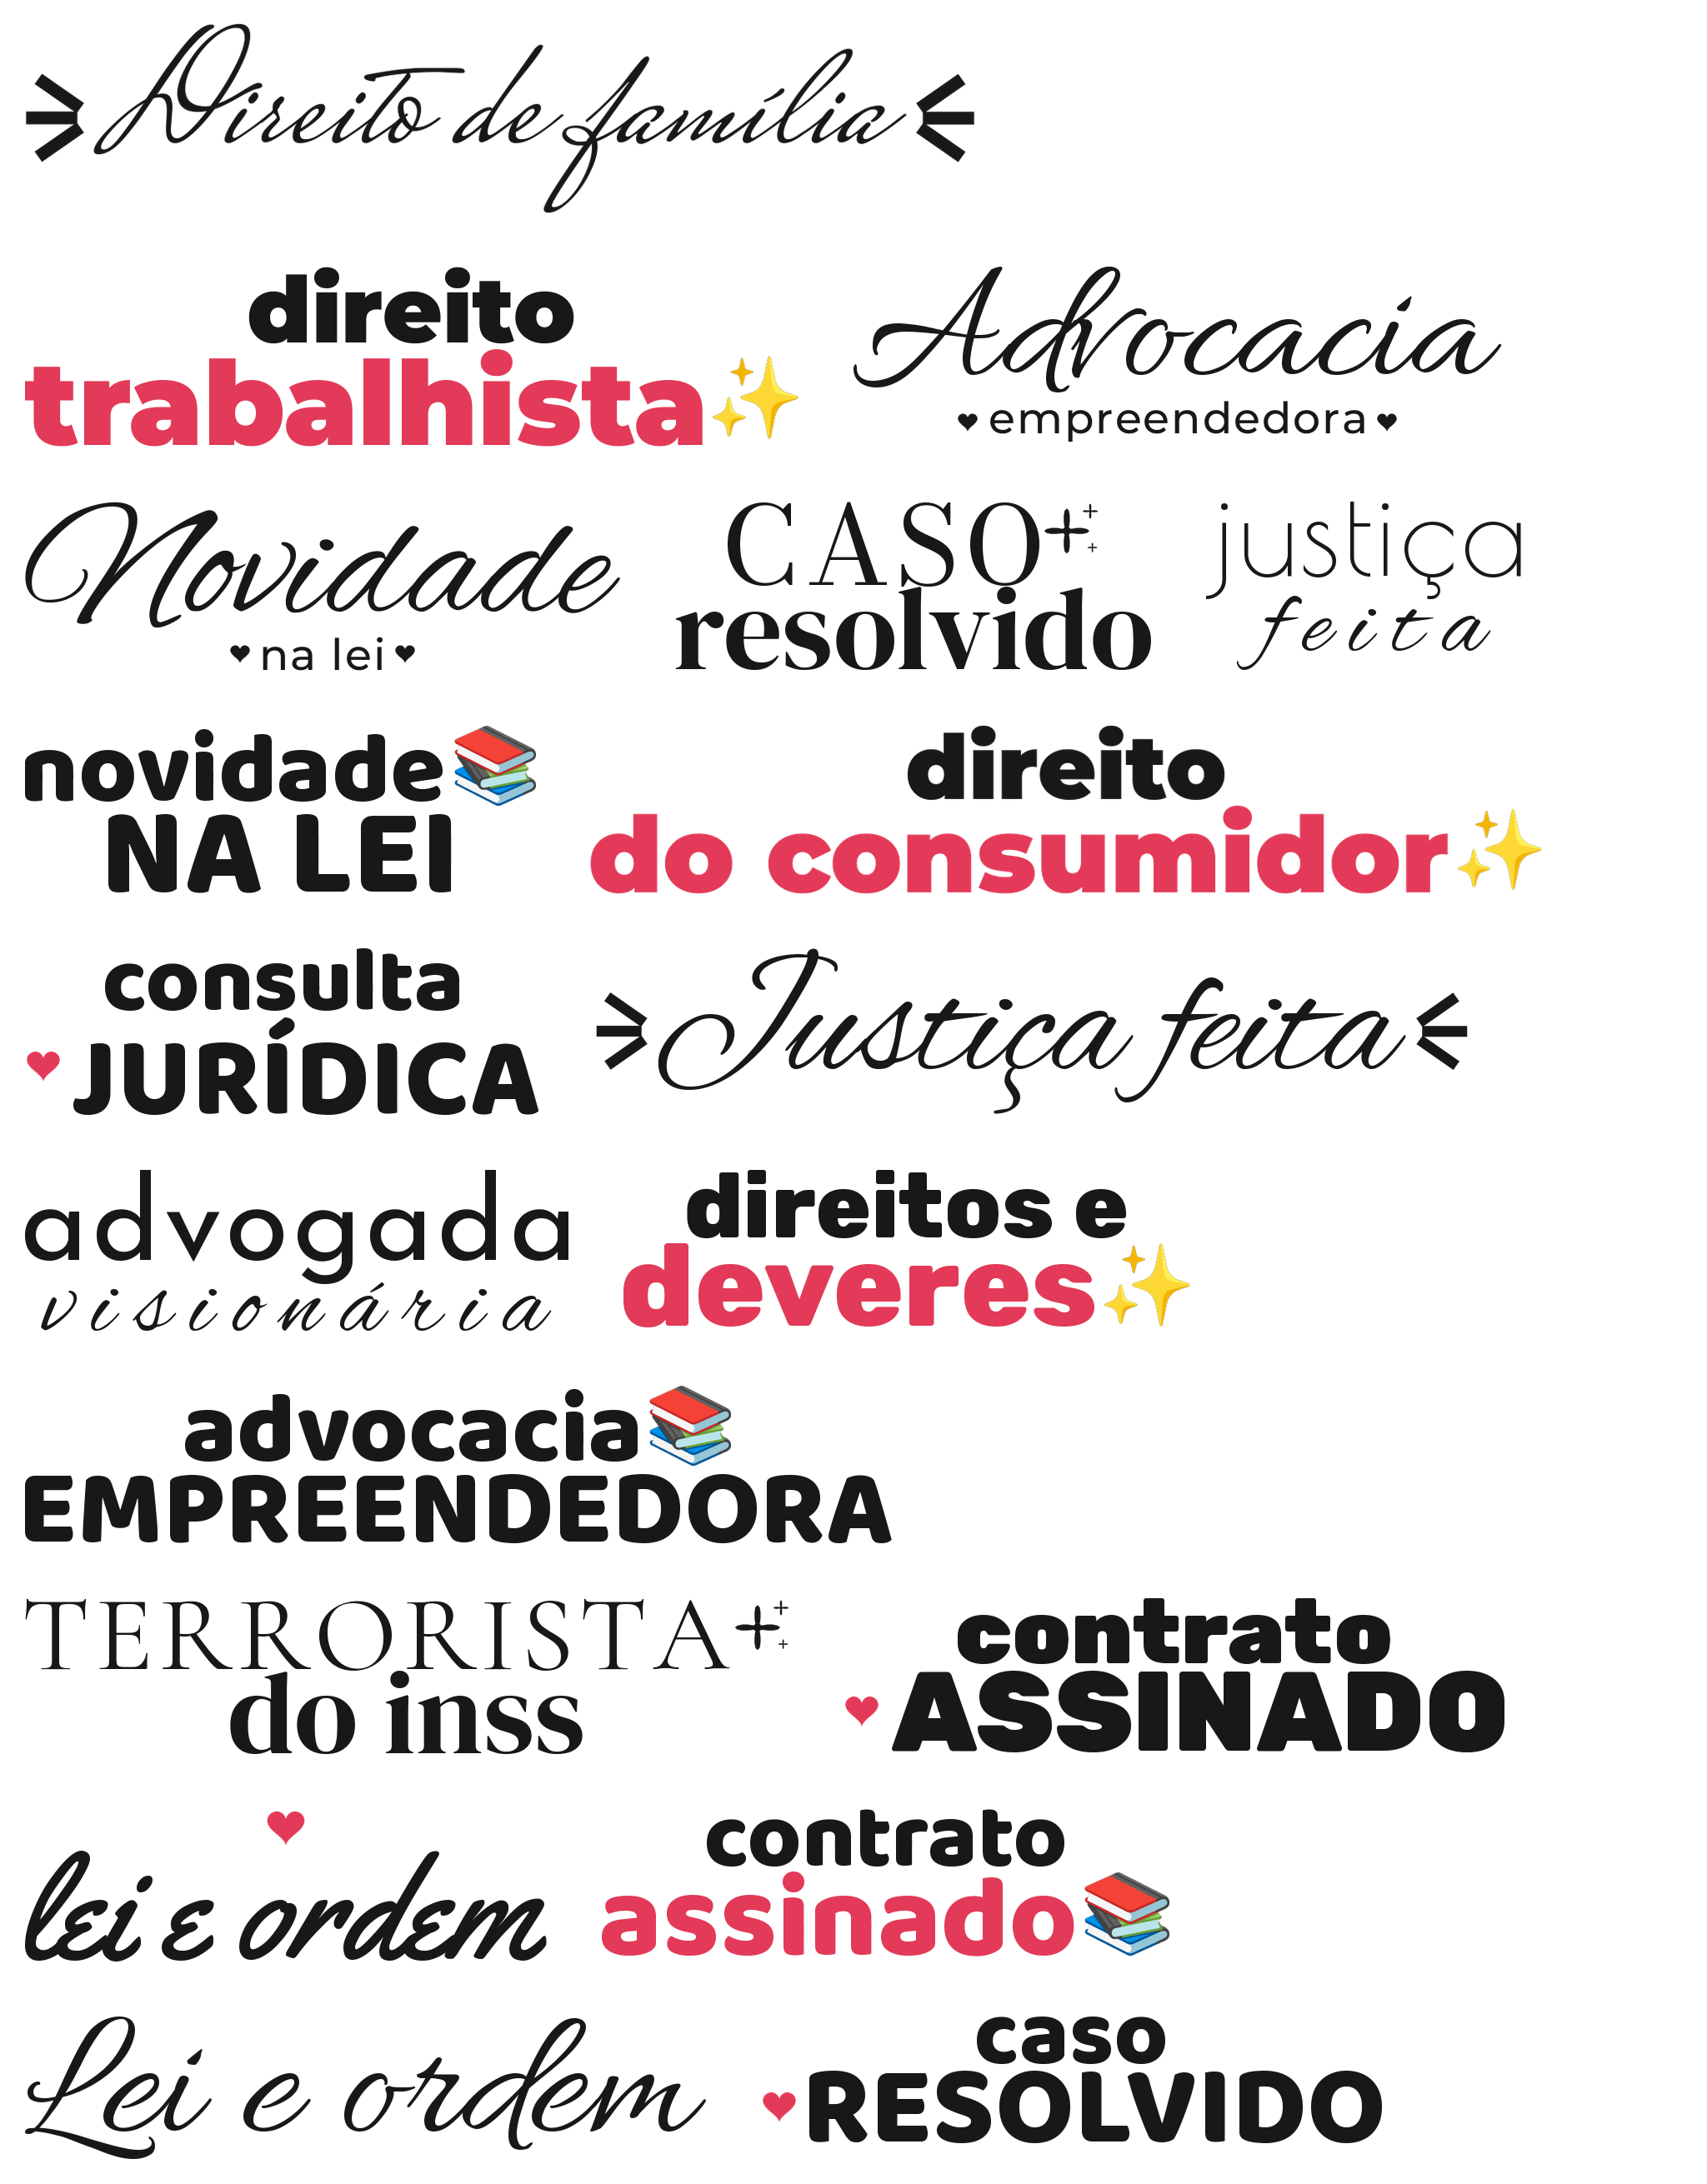 Direito de família
direito
trabalhista✨
Advocacia
empreendedora
Novidade
na lei
CASO
resolvido
justiça
feita
novidade📚
NA LEI
direito
do consumidor✨
consulta
JURÍDICA
Justiça feita
advogada
visionária
direitos e
deveres✨
advocacia📚
EMPREENDEDORA
TERRORISTA
do inss
contrato
ASSINADO
lei e ordem
contrato
assinado📚
Lei e ordem
caso
RESOLVIDO